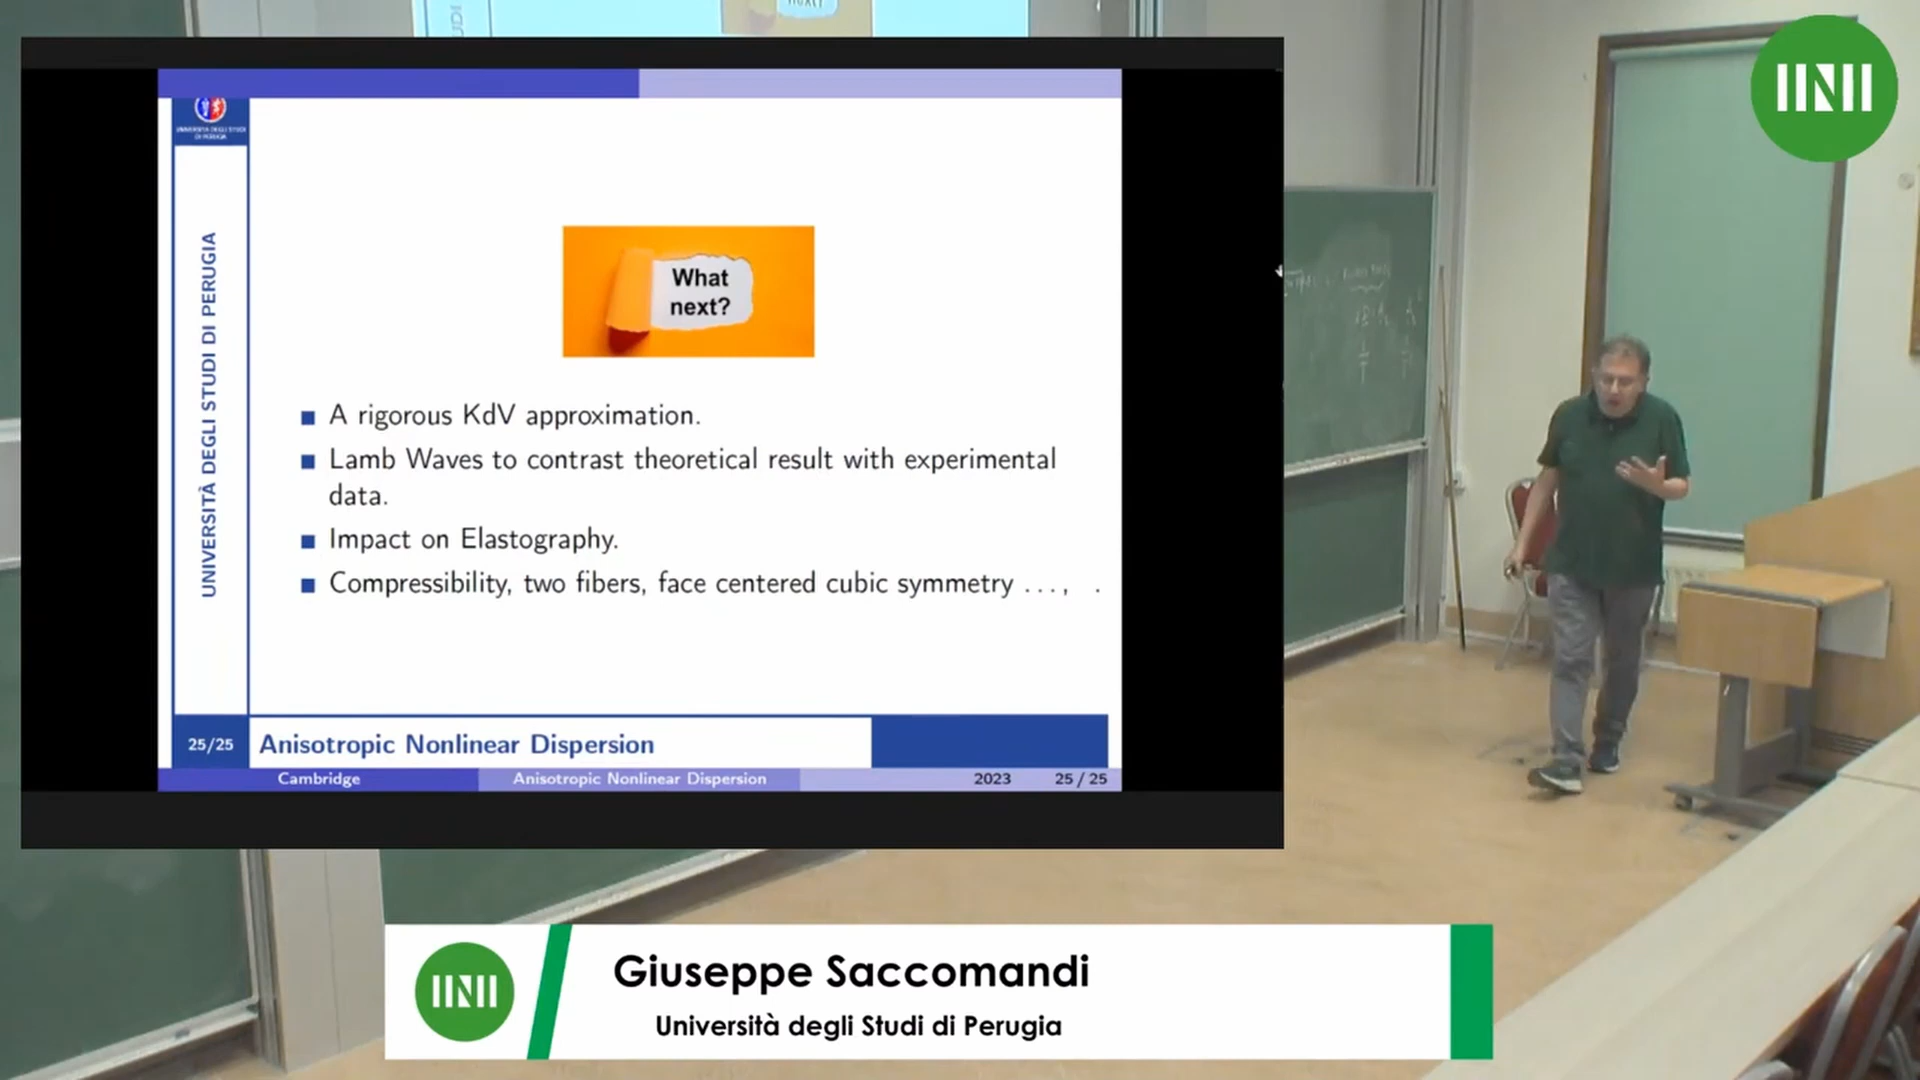 UNIVERSITÀ DEGLI STUDI DI PERUGIA
What
next?
A rigorous KdV approximation.
Lamb Waves to contrast theoretical result with experimental
data.
Impact on Elastography.
Compressibility, two fibers, face centered cubic symmetry ..., .
25/25 Anisotropic Nonlinear Dispersion
Cambridge Anisotropic Nonlinear Dispersion 2023 25 / 25
Giuseppe Saccomandi
Università degli Studi di Perugia